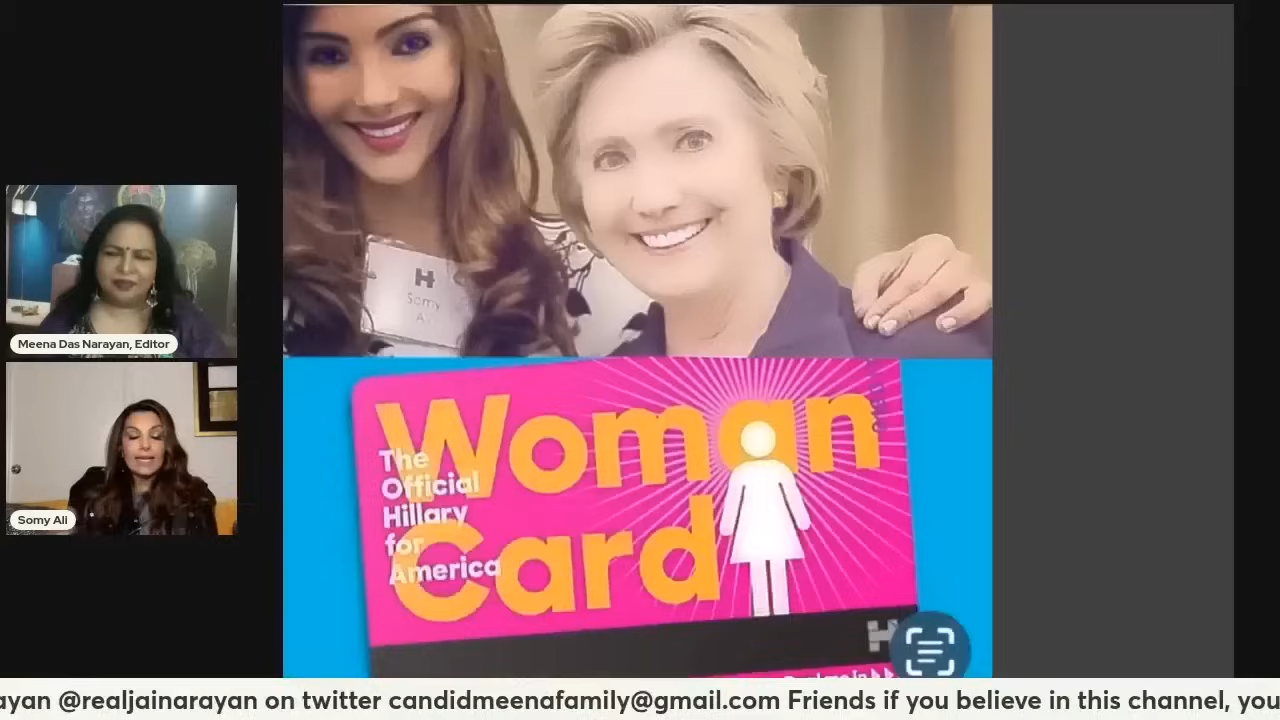 H
Somy
Meena Das Narayan, Editor
Somy Ali
Woman
Card
The
Official
Hillary
for
America
H
ayan @realjainarayan on twitter candidmeenafamily@gmail.com Friends if you believe in this channel, you